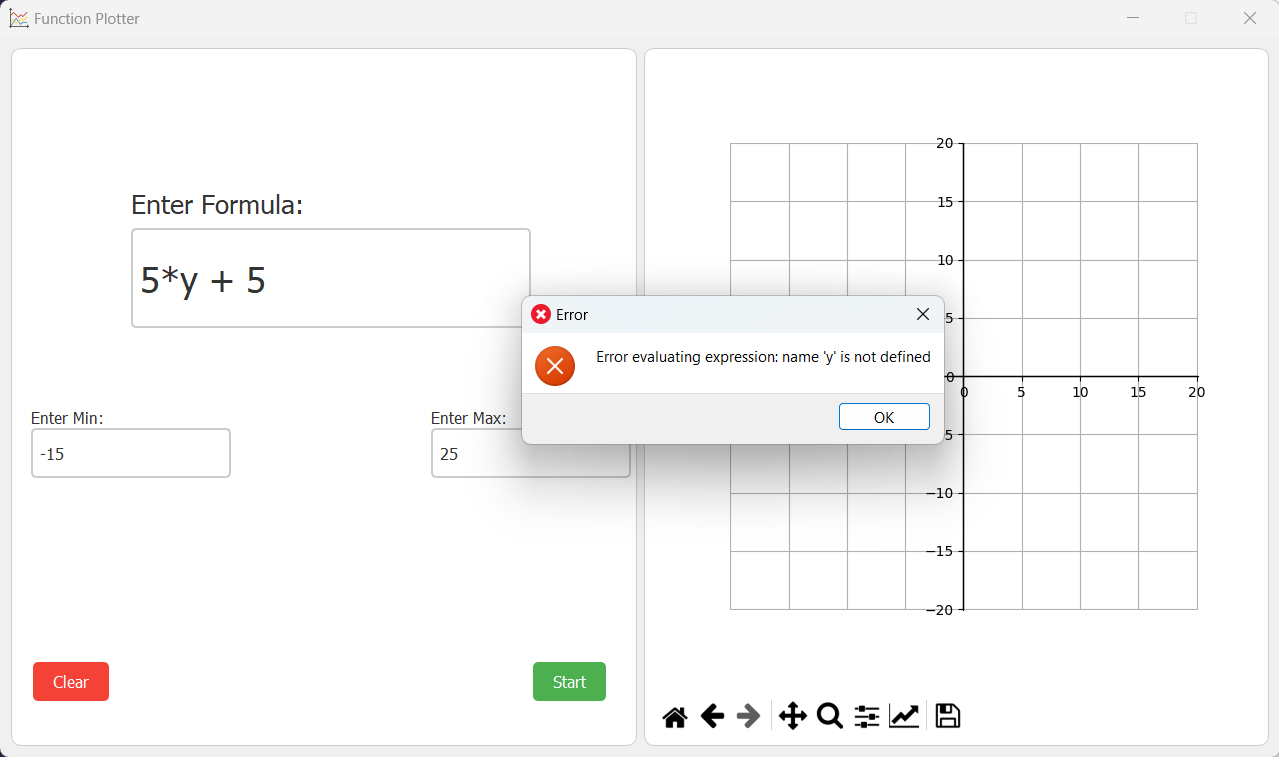 Function Plotter
Enter Formula:
5*y + 5
Enter Min:
-15
Enter Max:
25
Clear
Start
Error
Error evaluating expression: name 'y' is not defined
OK
20
15
10
5
0
5
−10
−15
−20
0
5
10
15
20